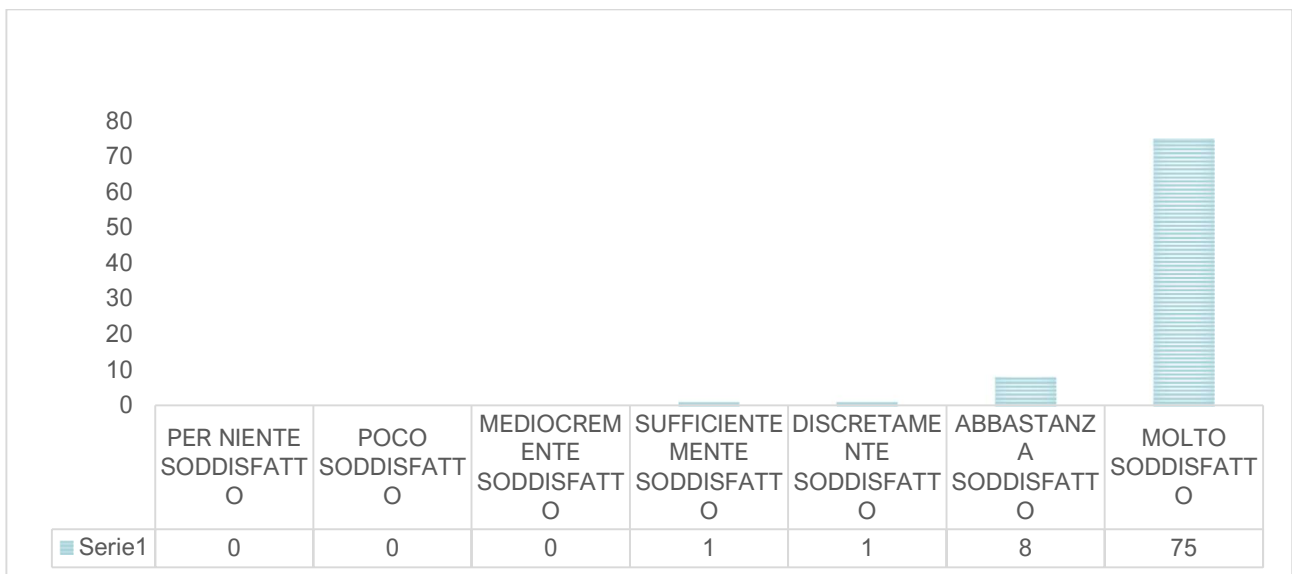 80
70
60
50
40
30
20
10
0
PER NIENTE
SODDISFATT
O
POCO
SODDISFATT
O
MEDIOCREM
ENTE
SODDISFATT
O
SUFFICIENTE
MENTE
SODDISFATT
O
DISCRETAME
NTE
SODDISFATT
O
ABBASTANZ
A
SODDISFATT
O
MOLTO
SODDISFATT
O
Serie1 0 0 0 1 1 8 75